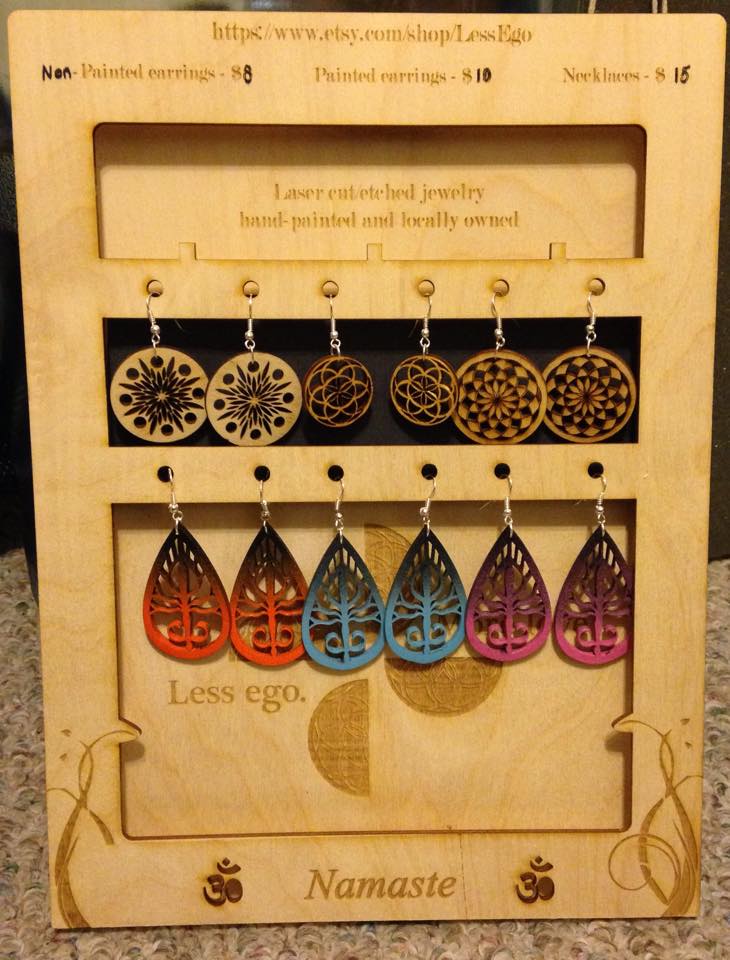 https://www.etsy.com/shop/LessEgo
Non-Painted earrings - $8 Painted earrings - $10 Necklaces - $ 15
Laser cut/etched jewelry
hand-painted and locally owned
Less ego.
ॐ Namaste ॐ